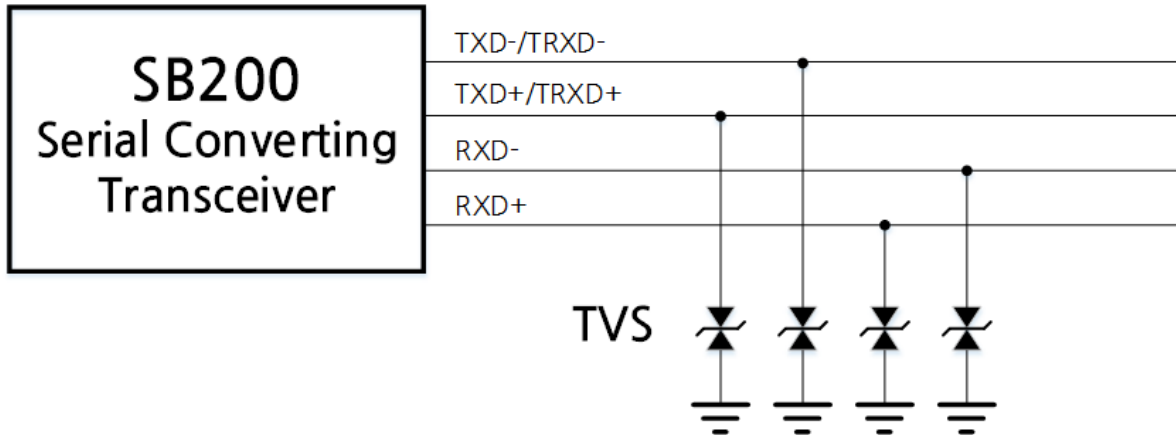 SB200
Serial Converting
Transceiver
TXD-/TRXD-
TXD+/TRXD+
RXD-
RXD+
TVS